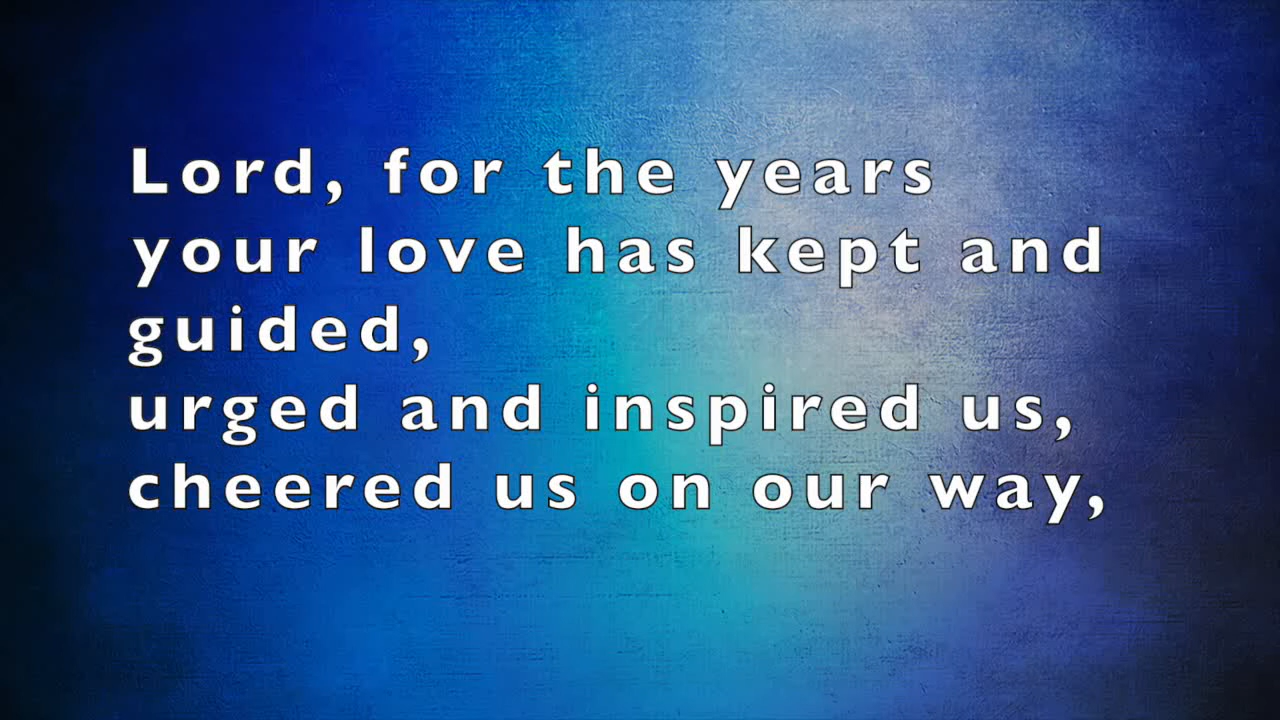 Lord, for the years
your love has kept and
guided,
urged and inspired us,
cheered us on our way,